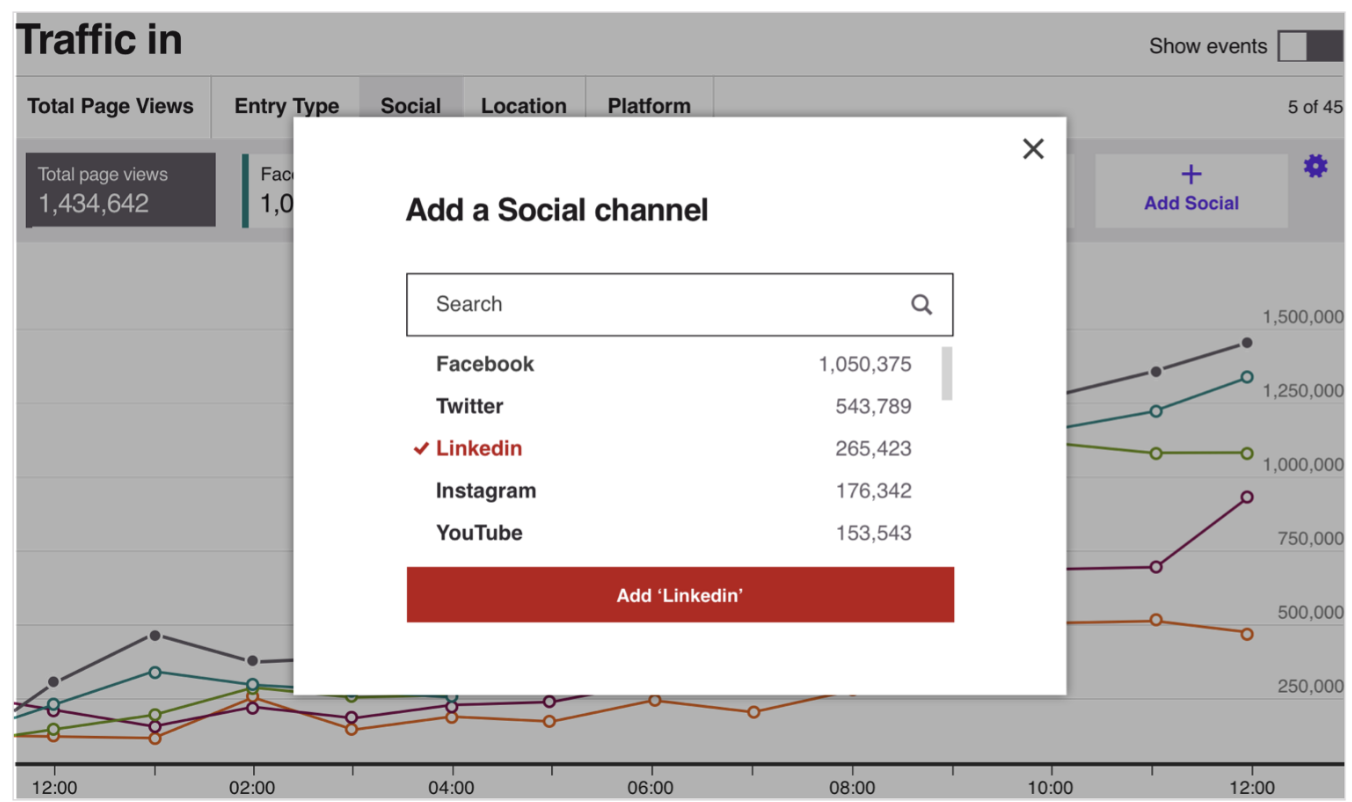 Traffic in
Show events
Total Page Views Entry Type Social Location Platform 5 of 45
Total page views
1,434,642
Add Social
Add a Social channel
Search
Facebook 1,050,375
Twitter 543,789
Linkedin 265,423
Instagram 176,342
YouTube 153,543
Add ‘Linkedin’
1,500,000
1,250,000
1,000,000
750,000
500,000
250,000
12:00 02:00 04:00 06:00 08:00 10:00 12:00